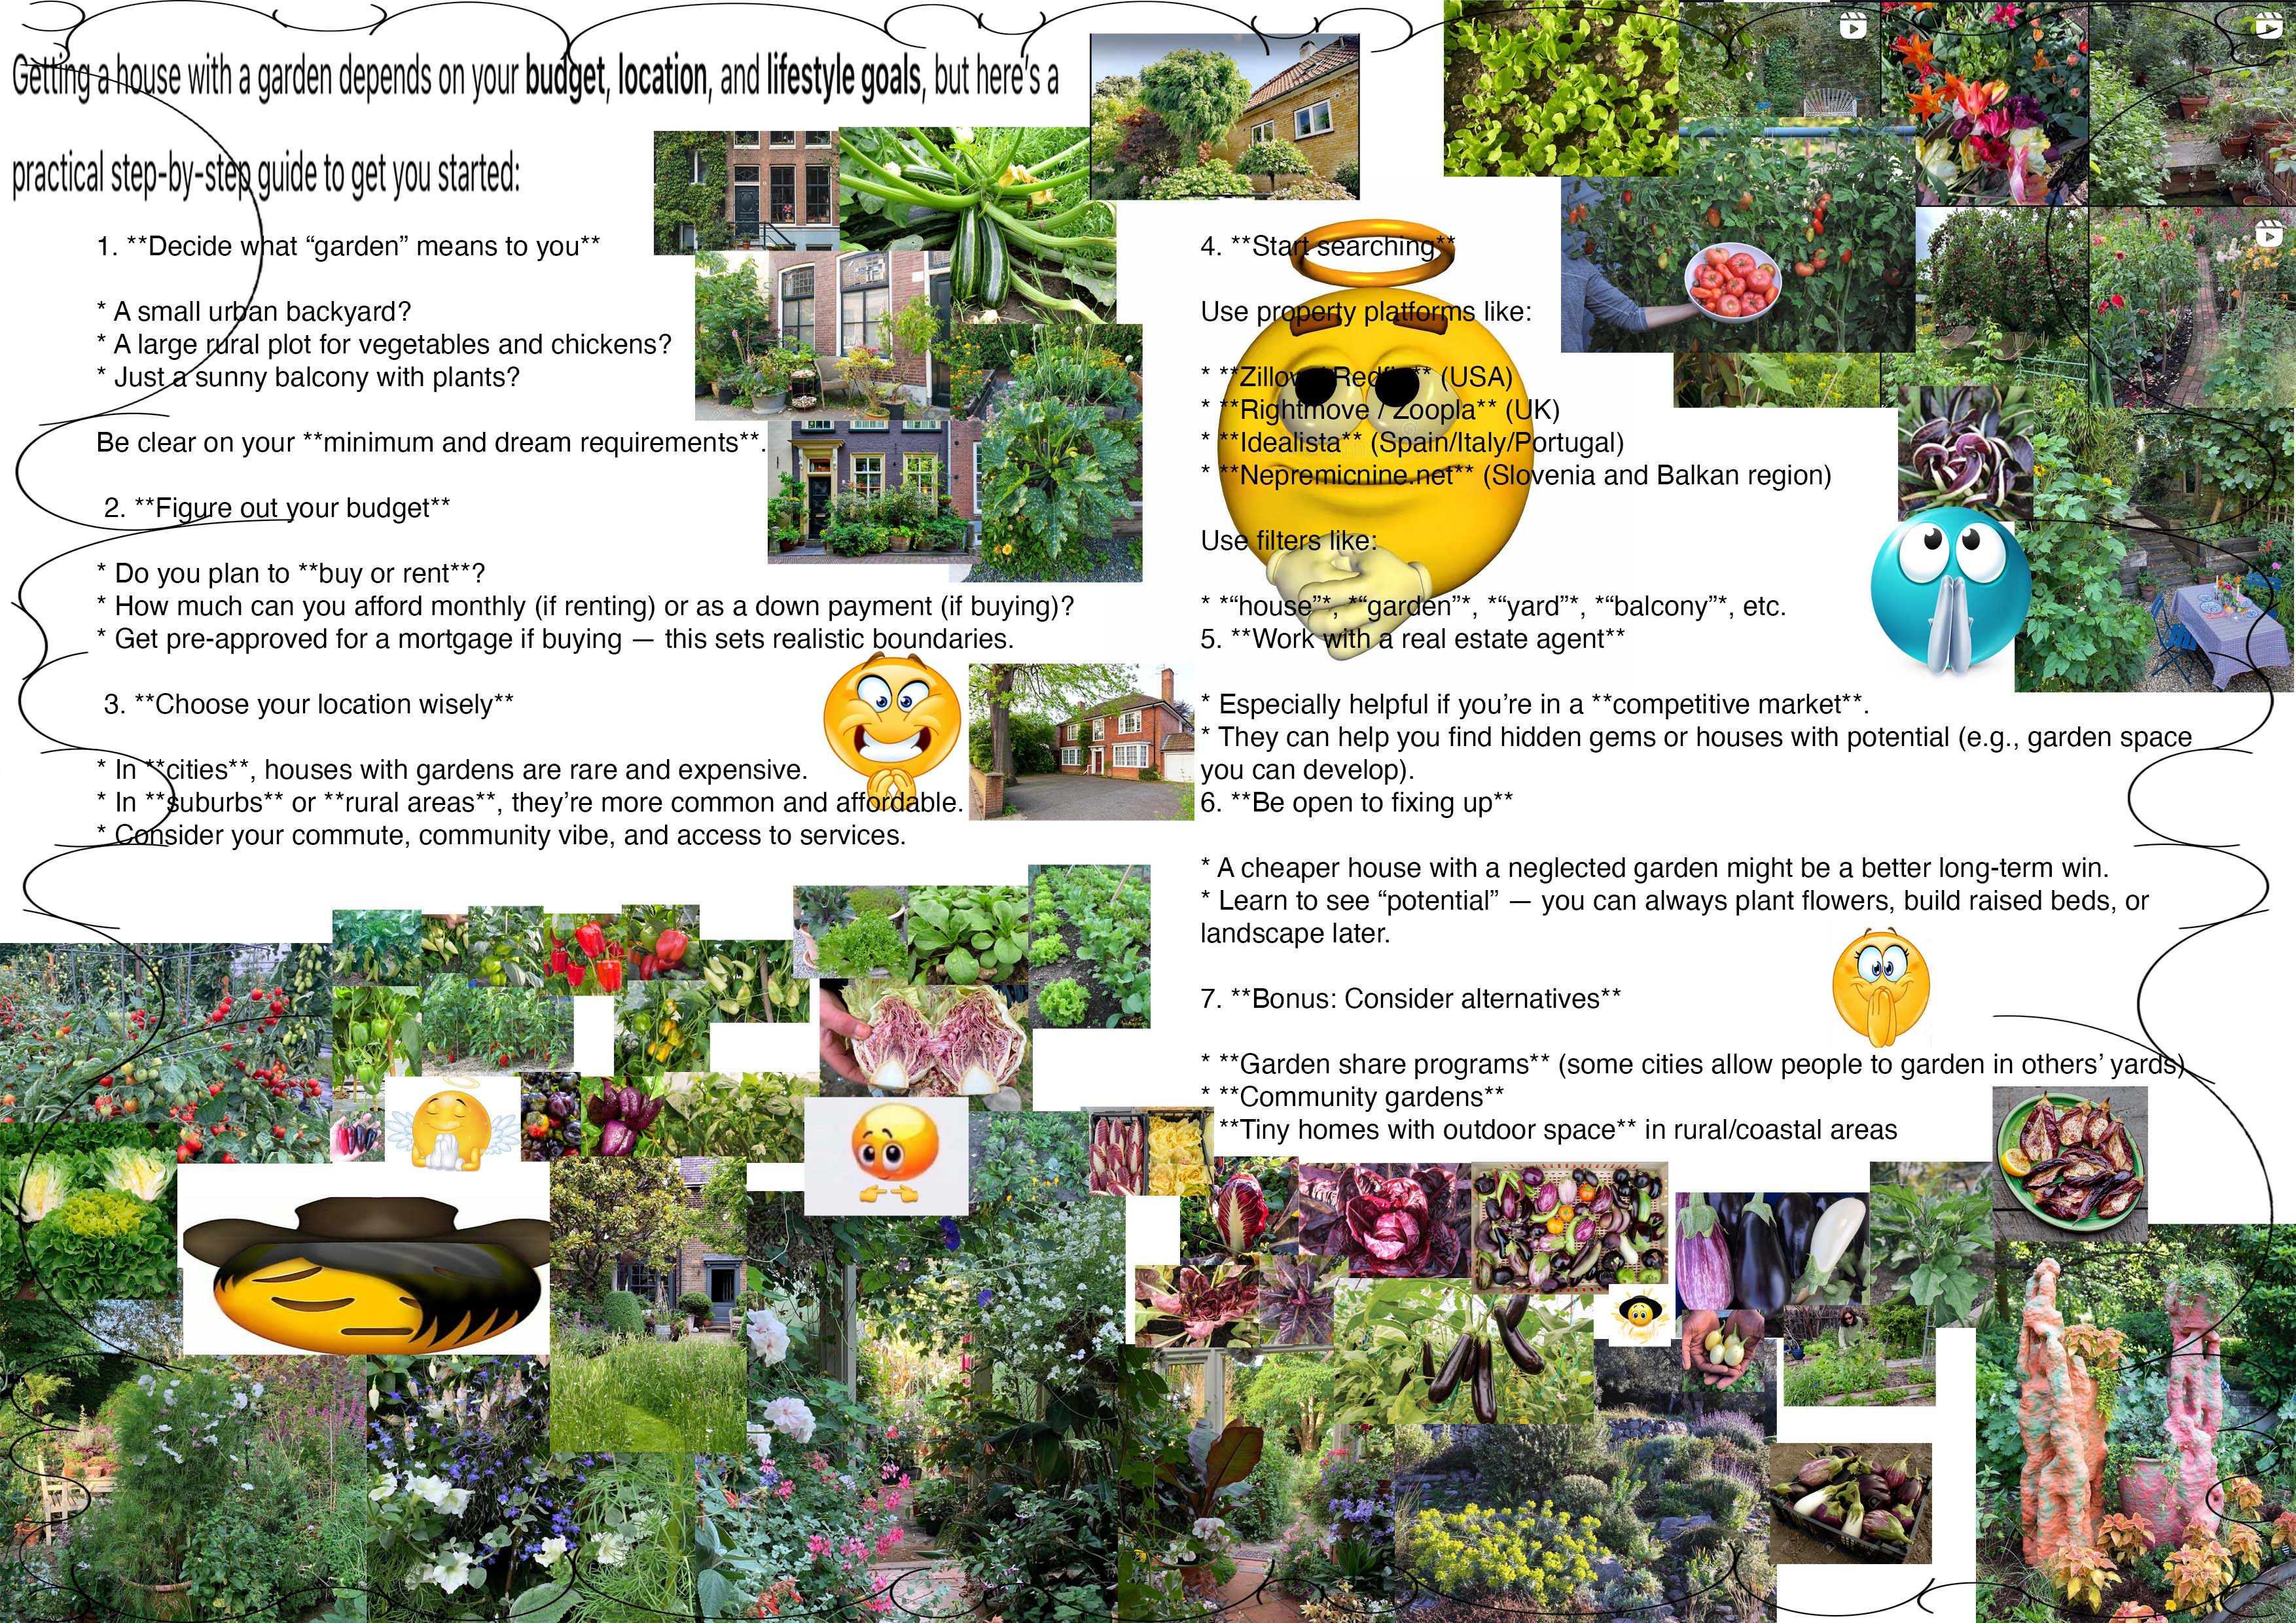 Getting a house with a garden depends on your budget, location, and lifestyle goals, but here’s a
practical step-by-step guide to get you started:
1. **Decide what “garden” means to you**
* A small urban backyard?
* A large rural plot for vegetables and chickens?
* Just a sunny balcony with plants?
Be clear on your **minimum and dream requirements**.
2. **Figure out your budget**
* Do you plan to **buy or rent**?
* How much can you afford monthly (if renting) or as a down payment (if buying)?
* Get pre-approved for a mortgage if buying — this sets realistic boundaries.
3. **Choose your location wisely**
* In **cities**, houses with gardens are rare and expensive.
* In **suburbs** or **rural areas**, they’re more common and affordable.
* Consider your commute, community vibe, and access to services.
4. **Start searching**
Use property platforms like:
* **Zillow / Redfin** (USA)
* **Rightmove / Zoopla** (UK)
* **Idealista** (Spain/Italy/Portugal)
* **Nepremicnine.net** (Slovenia and Balkan region)
Use filters like:
* *“house”*, *“garden”*, *“yard”*, *“balcony”*, etc.
5. **Work with a real estate agent**
* Especially helpful if you’re in a **competitive market**.
* They can help you find hidden gems or houses with potential (e.g., garden space
you can develop).
6. **Be open to fixing up**
* A cheaper house with a neglected garden might be a better long-term win.
* Learn to see “potential” — you can always plant flowers, build raised beds, or
landscape later.
7. **Bonus: Consider alternatives**
* **Garden share programs** (some cities allow people to garden in others’ yards)
* **Community gardens**
**Tiny homes with outdoor space** in rural/coastal areas